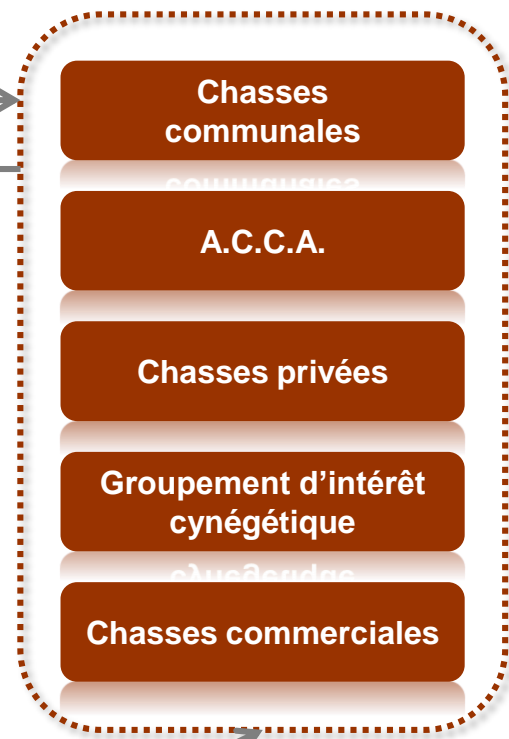 Chasses
communales
A.C.C.A.
Chasses privées
Groupement d’intérêt
cynégétique
Chasses commerciales